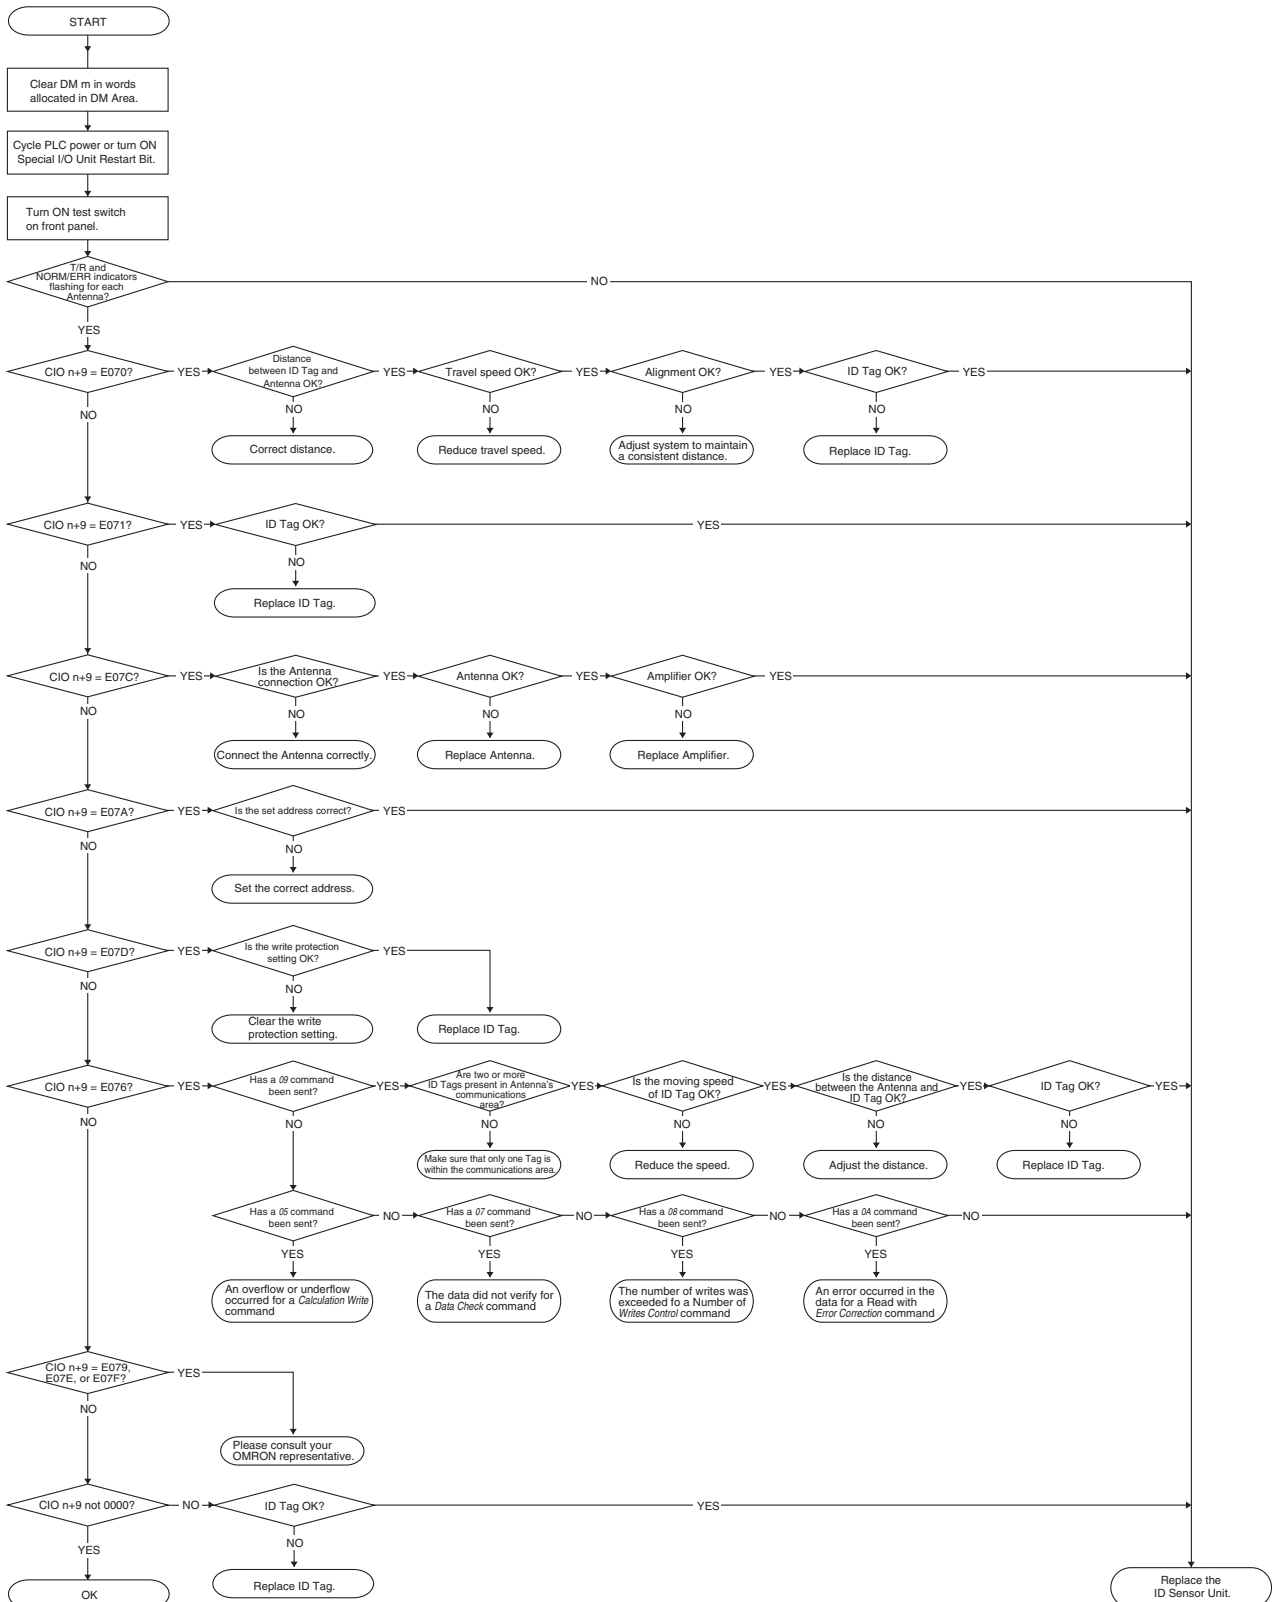 START
Clear DM m in words
allocated in DM Area.
Cycle PLC power or turn ON
Special I/O Unit Restart Bit.
Turn ON test switch
on front panel.
T/R and
NORM/ERR indicators
flashing for each
Antenna?
NO
YES
CIO n+9 = E070?
YES
Distance
between ID Tag and
Antenna OK?
YES
Travel speed OK?
YES
Alignment OK?
YES
ID Tag OK?
YES
NO
NO
NO
NO
NO
Correct distance.
Reduce travel speed.
Adjust system to maintain
a consistent distance.
Replace ID Tag.
CIO n+9 = E071?
YES
ID Tag OK?
YES
NO
NO
Replace ID Tag.
CIO n+9 = E07C?
YES
Is the Antenna
connection OK?
YES
Antenna OK?
YES
Amplifier OK?
YES
NO
NO
NO
NO
Connect the Antenna correctly.
Replace Antenna.
Replace Amplifier.
CIO n+9 = E07A?
YES
Is the set address correct?
YES
NO
NO
Set the correct address.
CIO n+9 = E07D?
YES
Is the write protection
setting OK?
YES
NO
NO
Clear the write
protection setting.
Replace ID Tag.
CIO n+9 = E076?
YES
Has a 09 command
been sent?
YES
Are two or more
ID Tags present in Antenna's
communications
area?
YES
Is the moving speed
of ID Tag OK?
YES
Is the distance
between the Antenna and
ID Tag OK?
YES
ID Tag OK?
YES
NO
NO
NO
NO
NO
NO
Make sure that only one Tag is
within the communications area.
Reduce the speed.
Adjust the distance.
Replace ID Tag.
Has a 05 command
been sent?
NO
Has a 07 command
been sent?
NO
Has a 08 command
been sent?
NO
Has a 0A command
been sent?
NO
YES
YES
YES
YES
An overflow or underflow
occurred for a Calculation Write
command
The data did not verify for
a Data Check command
The number of writes was
exceeded fo a Number of
Writes Control command
An error occurred in the
data for a Read with
Error Correction command
CIO n+9 = E079,
E07E, or E07F?
YES
NO
Please consult your
OMRON representative.
CIO n+9 not 0000?
NO
ID Tag OK?
YES
YES
NO
OK
Replace ID Tag.
Replace the
ID Sensor Unit.